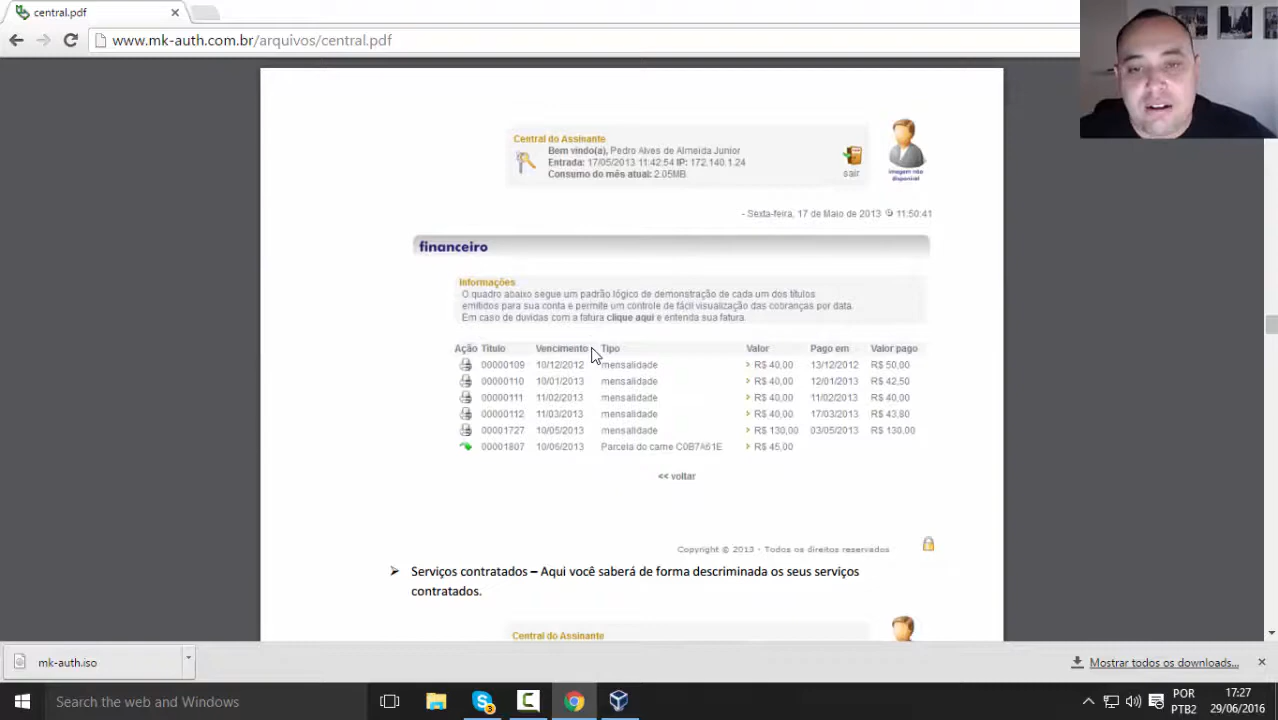 central.pdf
www.mk-auth.com.br/arquivos/central.pdf
Central do Assinante
Bem vindo(a), Pedro Alves de Almeida Junior
Entrada: 17/05/2013 11:42:54 IP: 172.140.1.24
Consumo do mês atual: 2.05MB
sair
imagem não
disponível
- Sexta-feira, 17 de Maio de 2013 11:50:41
financeiro
Informações
O quadro abaixo segue um padrão lógico de demonstração de cada um dos títulos
emitidos para sua conta e permite um controle de fácil visualização das cobranças por data.
Em caso de duvidas com a fatura clique aqui e entenda sua fatura.
Ação Título Vencimento Tipo Valor Pago em Valor pago
00000109 10/12/2012 mensalidade R$ 40,00 13/12/2012 R$ 50,00
00000110 10/01/2013 mensalidade R$ 40,00 12/01/2013 R$ 42,50
00000111 11/02/2013 mensalidade R$ 40,00 11/02/2013 R$ 40,00
00000112 11/03/2013 mensalidade R$ 40,00 17/03/2013 R$ 43,80
00001727 10/05/2013 mensalidade R$ 130,00 03/05/2013 R$ 130,00
00001807 10/06/2013 Parcela do carne C0B7A61E R$ 45,00
<< voltar
Copyright © 2013 - Todos os direitos reservados
➢ Serviços contratados – Aqui você saberá de forma descriminada os seus serviços
contratados.
Central do Assinante
mk-auth.iso
Mostrar todos os downloads...
Search the web and Windows
POR
PTB2
17:27
29/06/2016